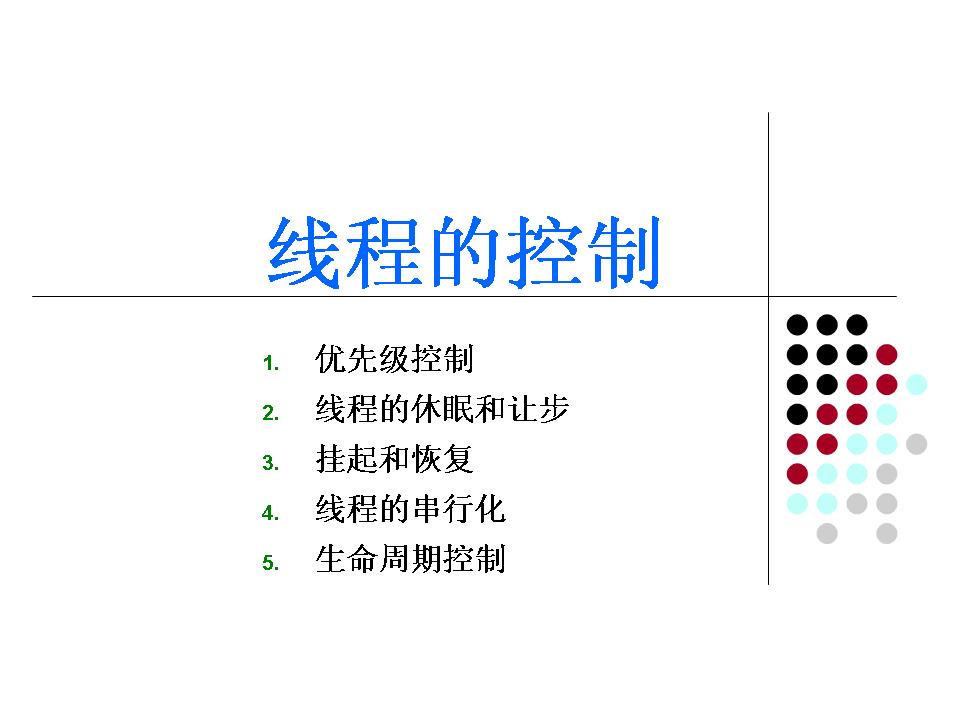 线程的控制
1. 优先级控制
2. 线程的休眠和让步
3. 挂起和恢复
4. 线程的串行化
5. 生命周期控制